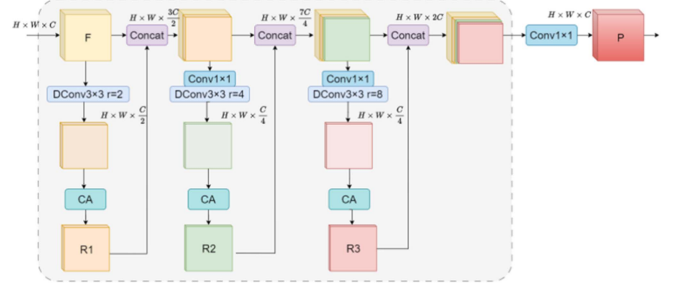 H × W × C
F
H × W × 3C/2
Concat
H × W × 7C/4
Concat
H × W × 2C
Concat
H × W × C
Conv1×1
P
DConv3×3 r=2
Conv1×1
DConv3×3 r=4
Conv1×1
DConv3×3 r=8
H × W × C/2
H × W × C/4
H × W × C/4
CA
CA
CA
R1
R2
R3